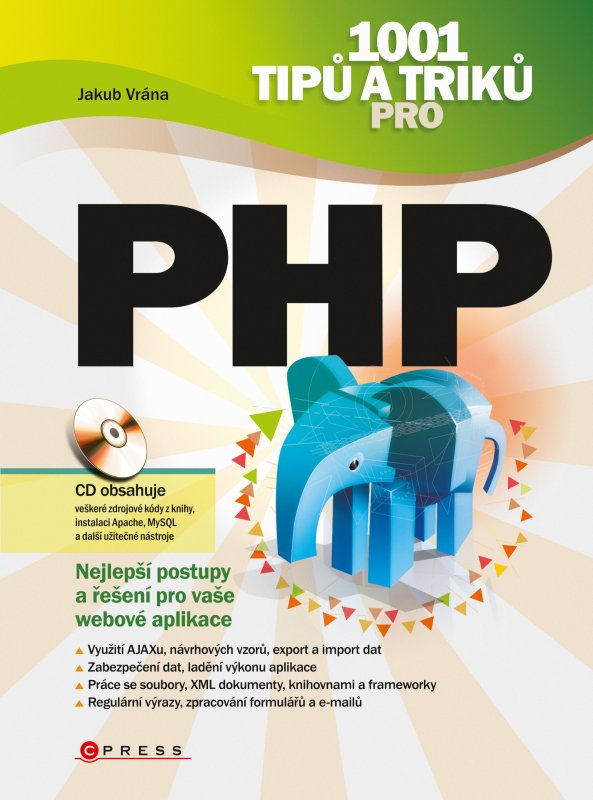 1001
TIPŮ A TRIKŮ
PRO
Jakub Vrána
PHP
CD obsahuje
veškeré zdrojové kódy z knihy,
instalaci Apache, MySQL
a další užitečné nástroje
Nejlepší postupy
a řešení pro vaše
webové aplikace
Využití AJAXu, návrhových vzorů, export a import dat
Zabezpečení dat, ladění výkonu aplikace
Práce se soubory, XML dokumenty, knihovnami a frameworky
Regulární výrazy, zpracování formulářů a e-mailů
CPRESS